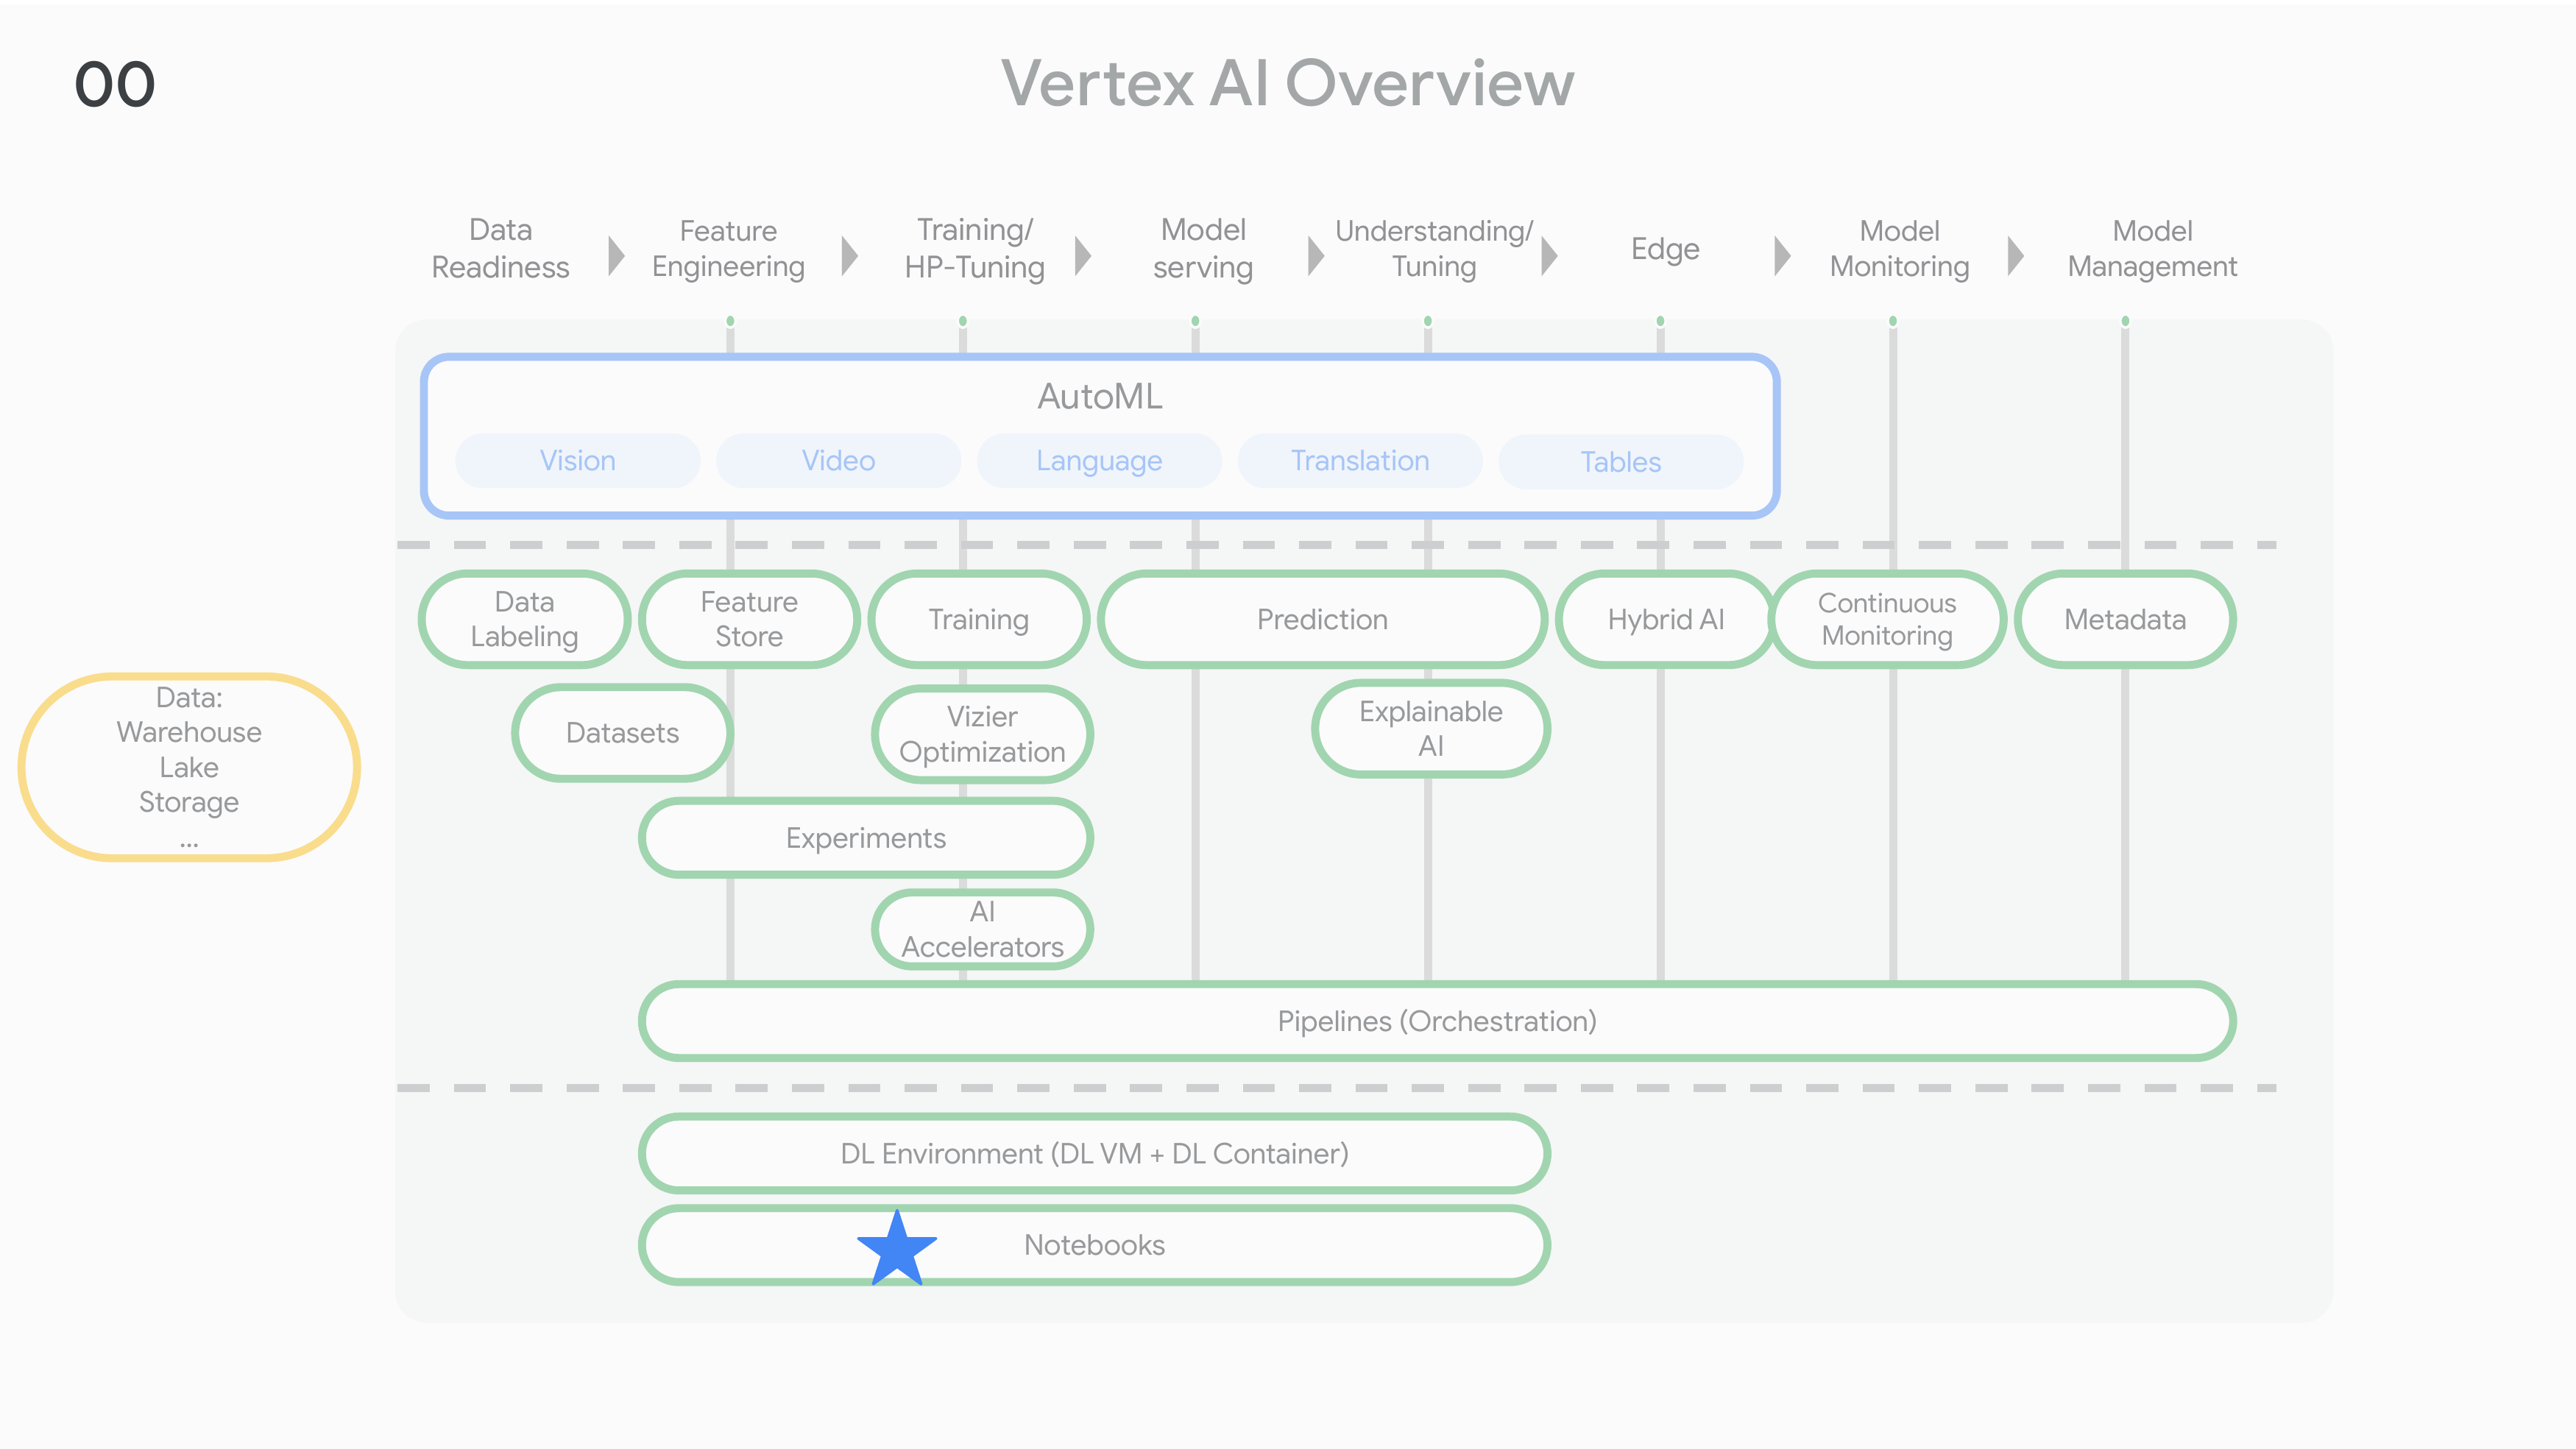 00
Vertex AI Overview
Data
Readiness
Feature
Engineering
Training/
HP-Tuning
Model
serving
Understanding/
Tuning
Edge
Model
Monitoring
Model
Management
AutoML
Vision
Video
Language
Translation
Tables
Data
Labeling
Feature
Store
Training
Prediction
Hybrid AI
Continuous
Monitoring
Metadata
Data:
Warehouse
Lake
Storage
...
Datasets
Vizier
Optimization
Explainable
AI
Experiments
AI
Accelerators
Pipelines (Orchestration)
DL Environment (DL VM + DL Container)
Notebooks